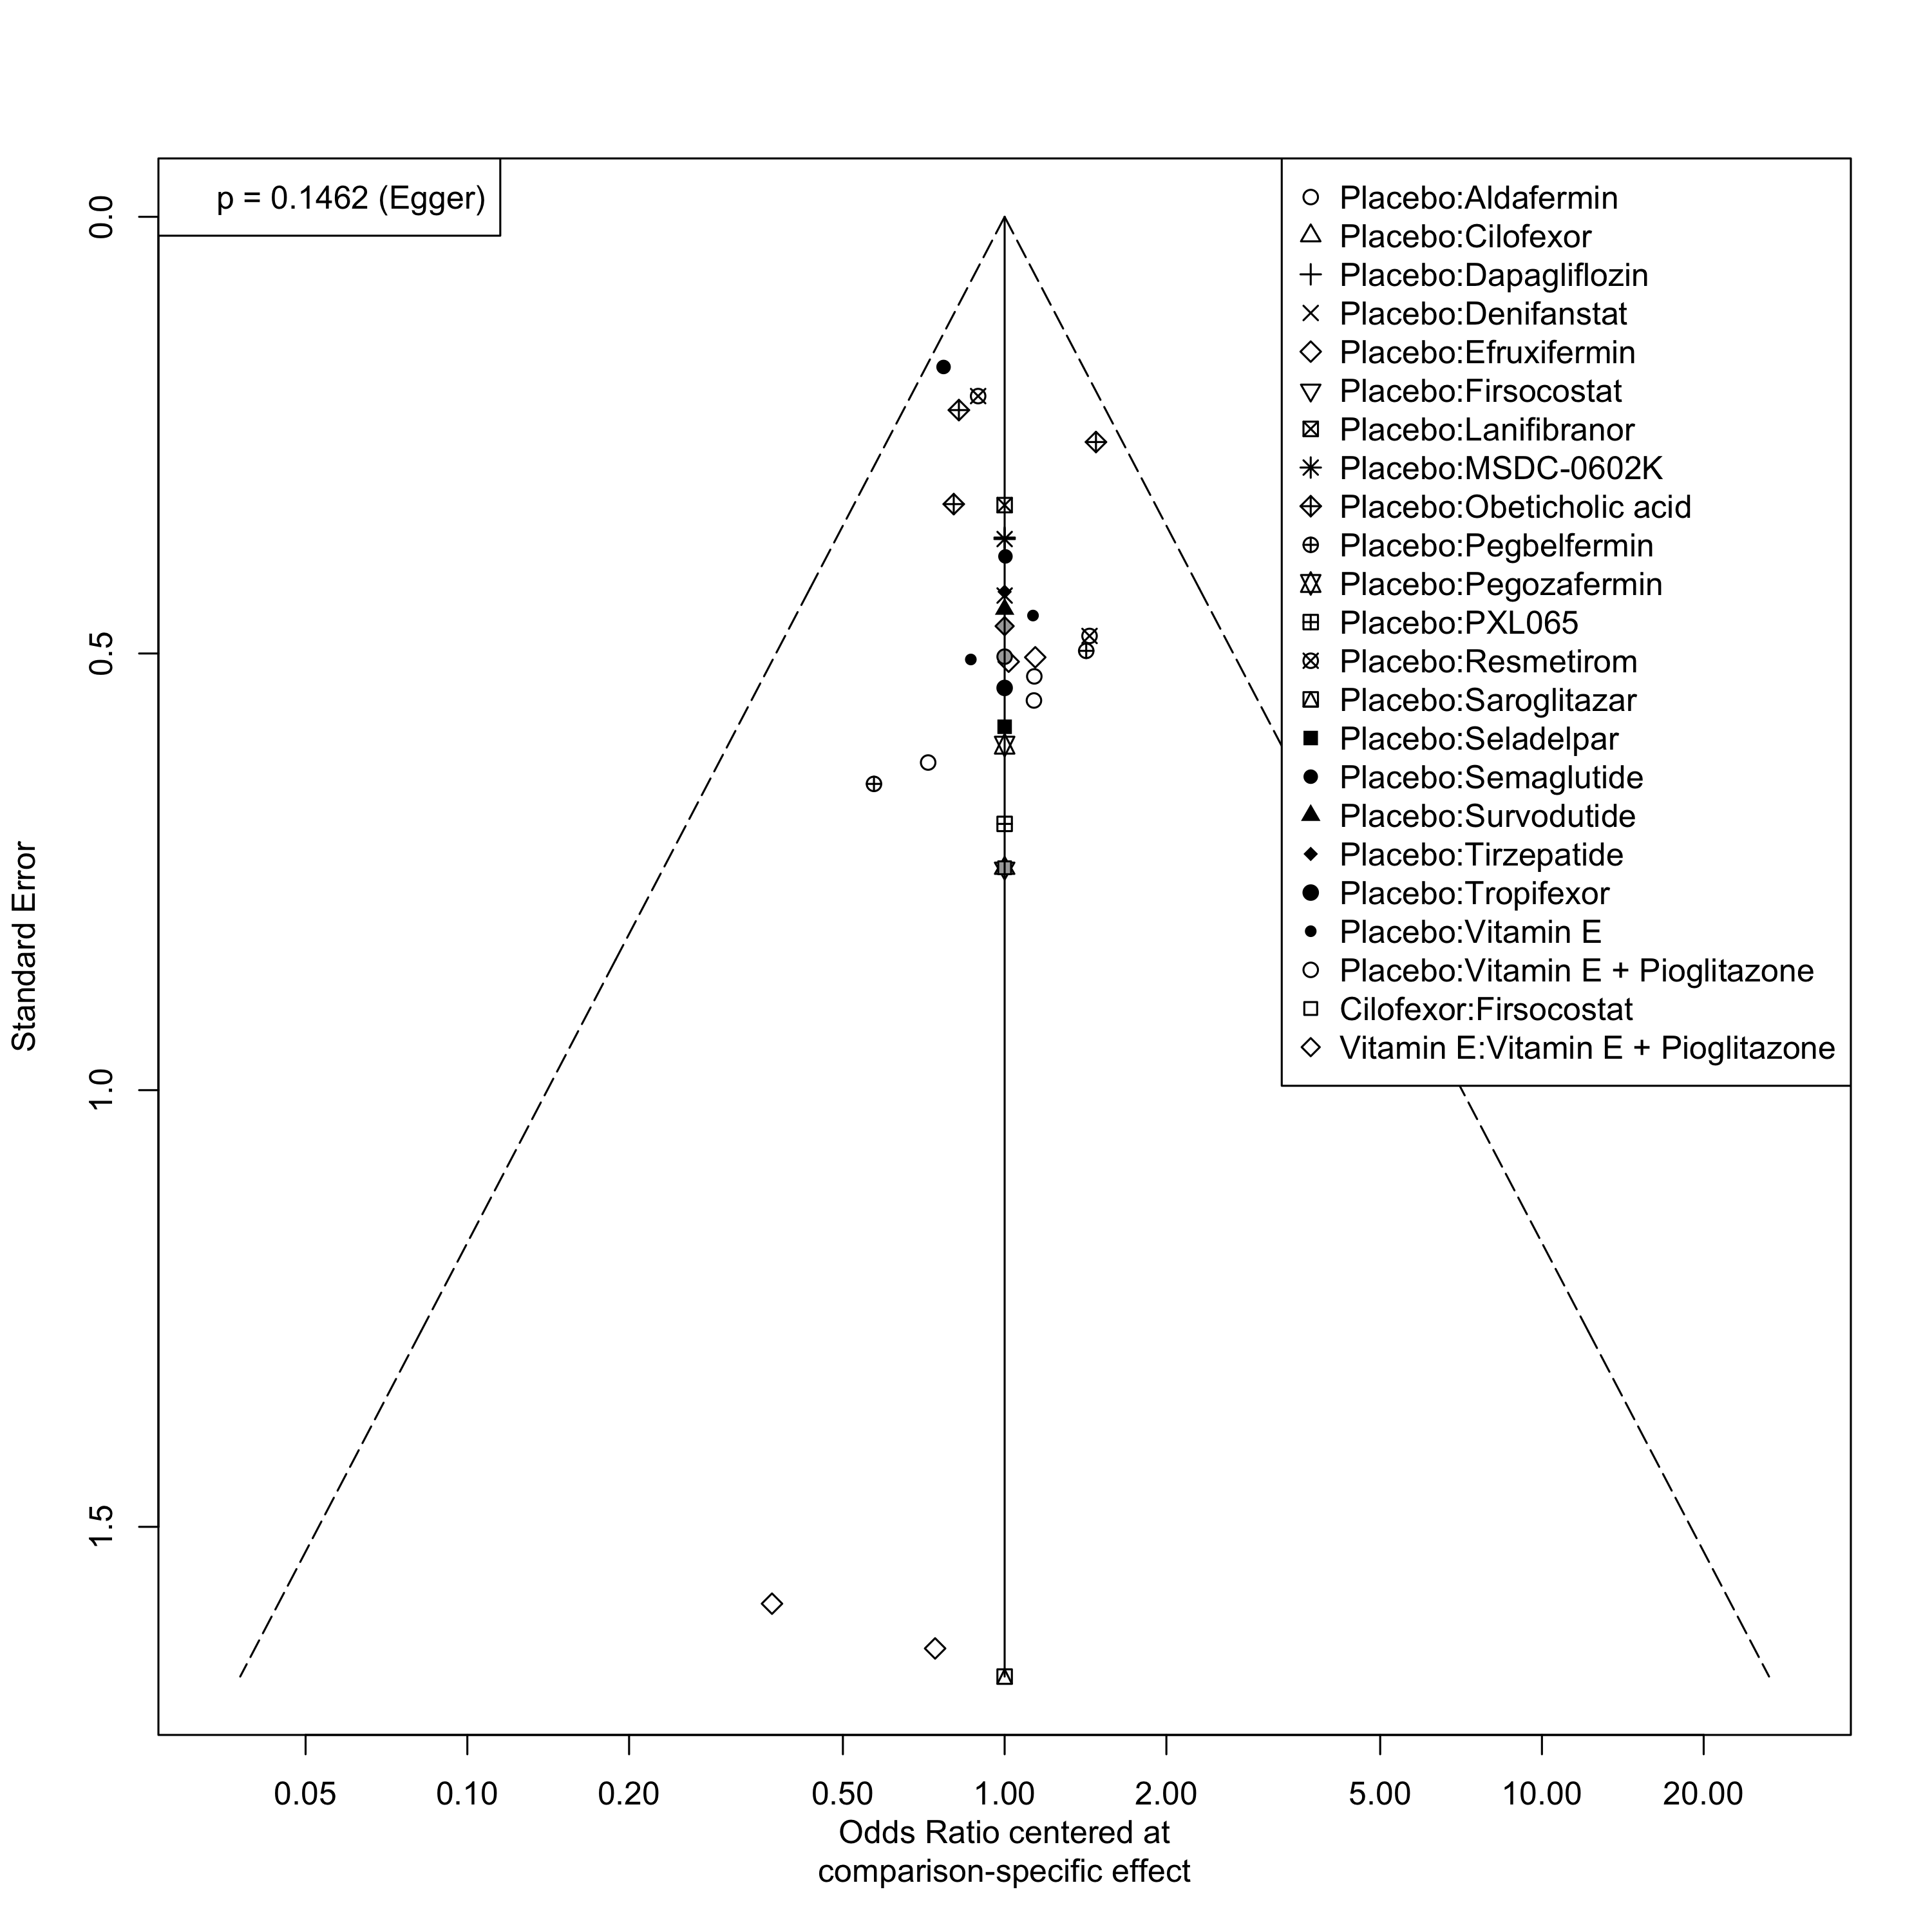 p = 0.1462 (Egger)
Placebo:Aldafermin
Placebo:Cilofexor
Placebo:Dapagliflozin
Placebo:Denifanstat
Placebo:Efruxifermin
Placebo:Firsocostat
Placebo:Lanifibranor
Placebo:MSDC-0602K
Placebo:Obeticholic acid
Placebo:Pegbelfermin
Placebo:Pegozafermin
Placebo:PXL065
Placebo:Resmetirom
Placebo:Saroglitazar
Placebo:Seladelpar
Placebo:Semaglutide
Placebo:Survodutide
Placebo:Tirzepatide
Placebo:Tropifexor
Placebo:Vitamin E
Placebo:Vitamin E + Pioglitazone
Cilofexor:Firsocostat
Vitamin E:Vitamin E + Pioglitazone
Standard Error
0.0
0.5
1.0
1.5
0.05 0.10 0.20 0.50 1.00 2.00 5.00 10.00 20.00
Odds Ratio centered at
comparison-specific effect